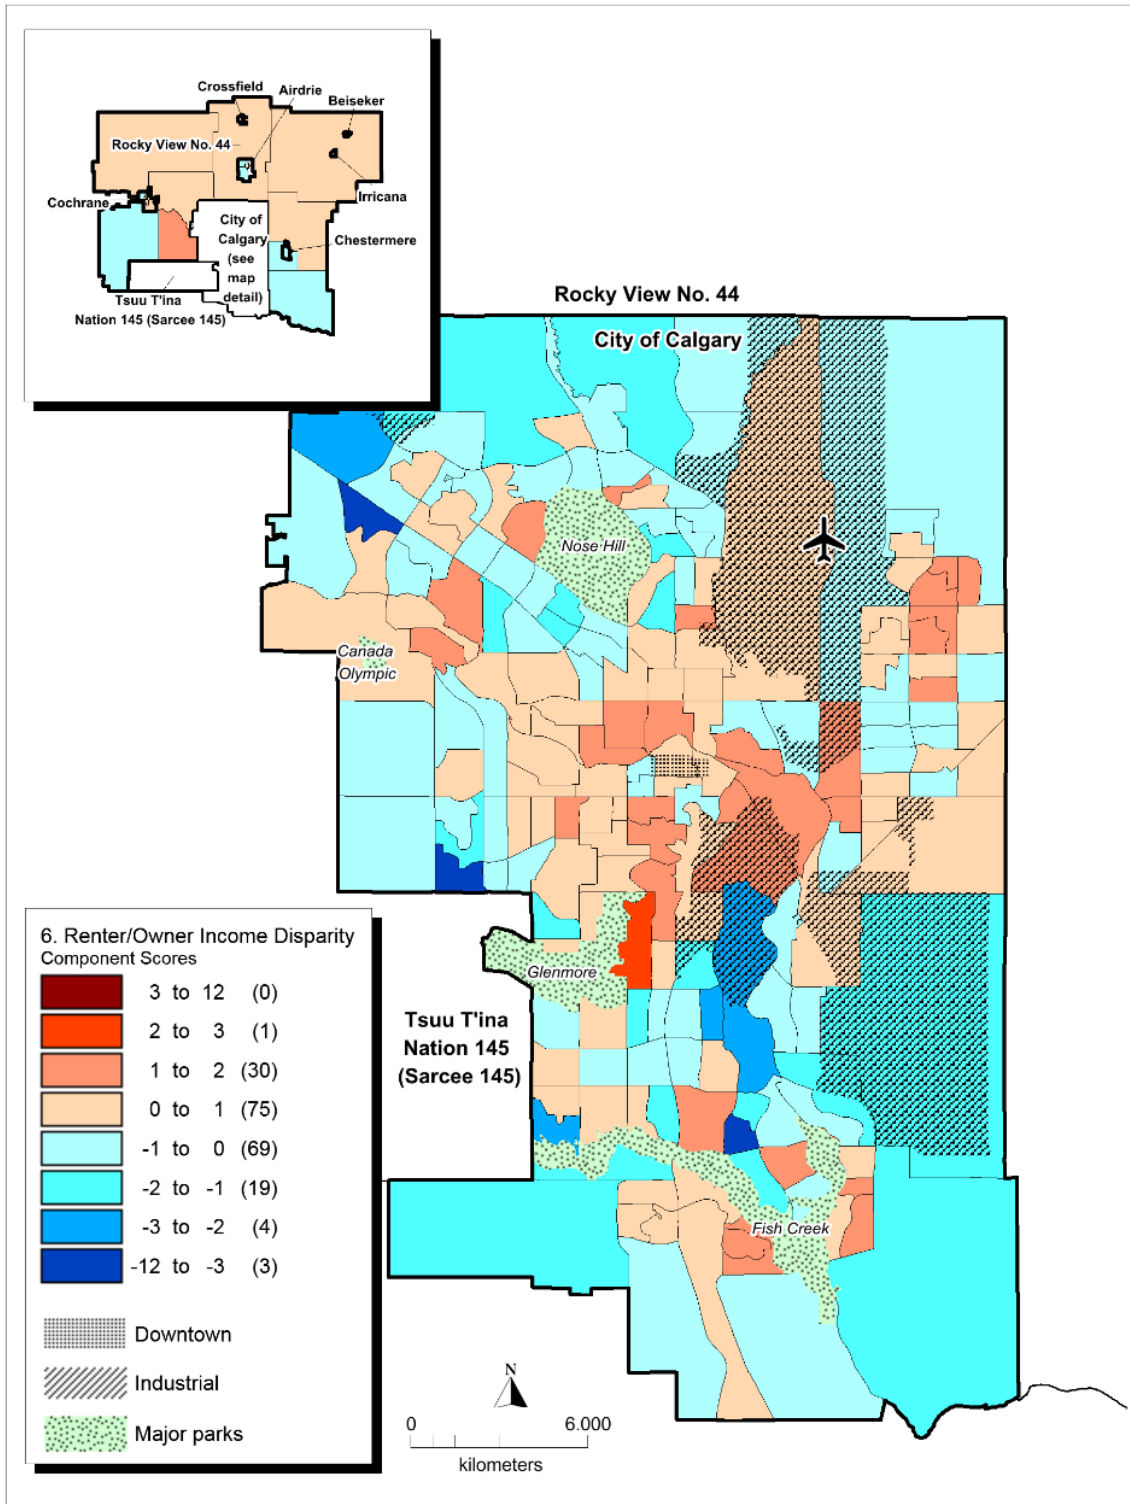 Crossfield
Airdrie
Beiseker
Rocky View No. 44
Irricana
Cochrane
City of
Calgary
(see
map
detail)
Chestermere
Tsuu T'ina
Nation 145 (Sarcee 145)
Rocky View No. 44
City of Calgary
Nose Hill
Canada
Olympic
Glenmore
Tsuu T'ina
Nation 145
(Sarcee 145)
Fish Creek
6. Renter/Owner Income Disparity
Component Scores
3 to 12 (0)
2 to 3 (1)
1 to 2 (30)
0 to 1 (75)
-1 to 0 (69)
-2 to -1 (19)
-3 to -2 (4)
-12 to -3 (3)
Downtown
Industrial
Major parks
N
0 6.000
kilometers